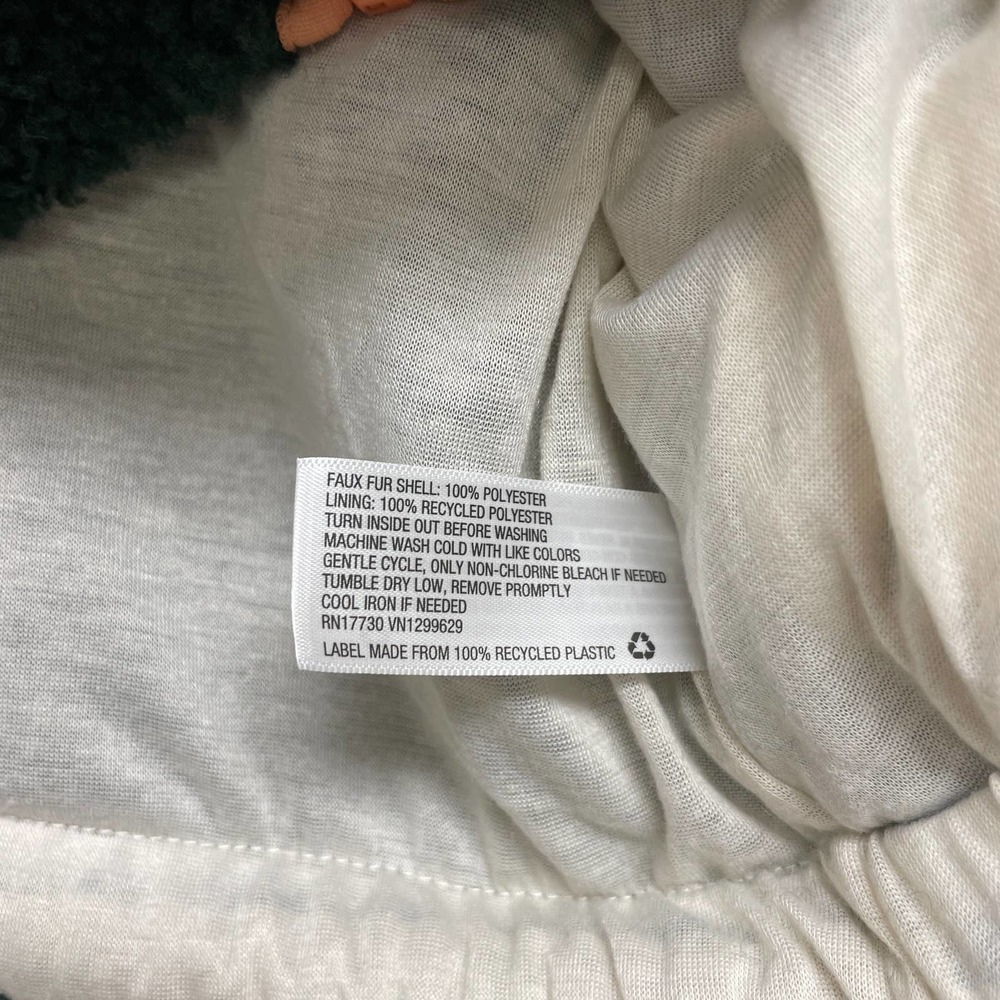 FAUX FUR SHELL: 100% POLYESTER
LINING: 100% RECYCLED POLYESTER
TURN INSIDE OUT BEFORE WASHING
MACHINE WASH COLD WITH LIKE COLORS
GENTLE CYCLE, ONLY NON-CHLORINE BLEACH IF NEEDED
TUMBLE DRY LOW, REMOVE PROMPTLY
COOL IRON IF NEEDED
RN17730 VN1299629
LABEL MADE FROM 100% RECYCLED PLASTIC